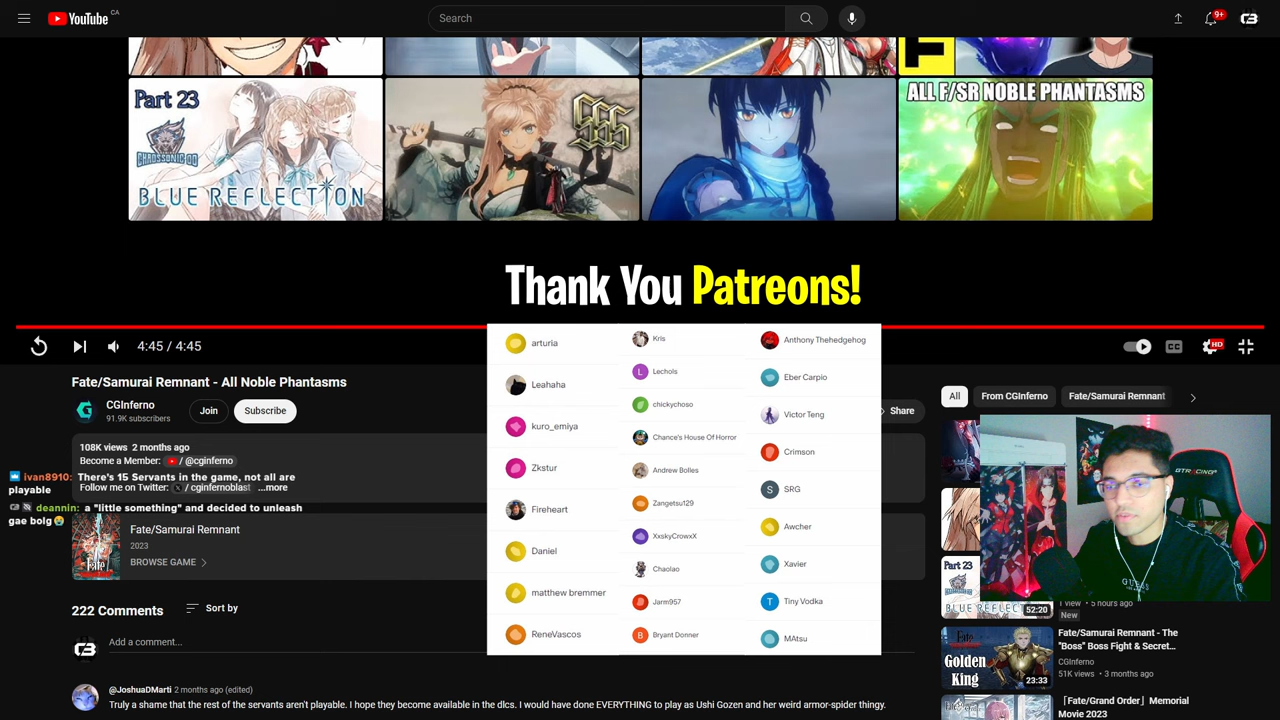 YouTube CA
Search
9+
Part 23
CHAOSSONIC 00
BLUE REFLECTION
SSS
F
ALL F/SR NOBLE PHANTASMS
Thank You Patreons!
4:45 / 4:45
CC
HD
arturia
Leahaha
kuro_emiya
Zkstur
Fireheart
Daniel
matthew bremmer
ReneVascos
Kris
L Lechols
chickychoso
Chance's House Of Horror
Andrew Bolles
Zangetsu129
XxskyCrowxX
Chaolao
Jarm957
B Bryant Donner
Anthony Thehedgehog
Eber Carpio
Victor Teng
Crimson
S SRG
Awcher
Xavier
T Tiny Vodka
MAtsu
Fate/Samurai Remnant - All Noble Phantasms
CGInferno
91.9K subscribers
Join
Subscribe
Share
108K views 2 months ago
Become a Member: / @cginferno
Follow me on Twitter: X / cginfernoblast ...more
ivan8910: There's 15 Servants in the game, not all are
playable
deannin: a "little something" and decided to unleash
gae bolg
Fate/Samurai Remnant
2023
BROWSE GAME
222 Comments
Sort by
Add a comment...
@JoshuaDMarti 2 months ago (edited)
Truly a shame that the rest of the servants aren't playable. I hope they become available in the dlcs. I would have done EVERYTHING to play as Ushi Gozen and her weird armor-spider thingy.
All
From CGInferno
Fate/Samurai Remnant
GTRACING
GUESS
Part 23
BLUE REFLEC
52:20
1 view • 5 hours ago
New
Fate
Golden
King
23:33
Fate/Samurai Remnant - The
"Boss" Boss Fight & Secret...
CGInferno
51K views • 3 months ago
「Fate/Grand Order」Memorial
Movie 2023